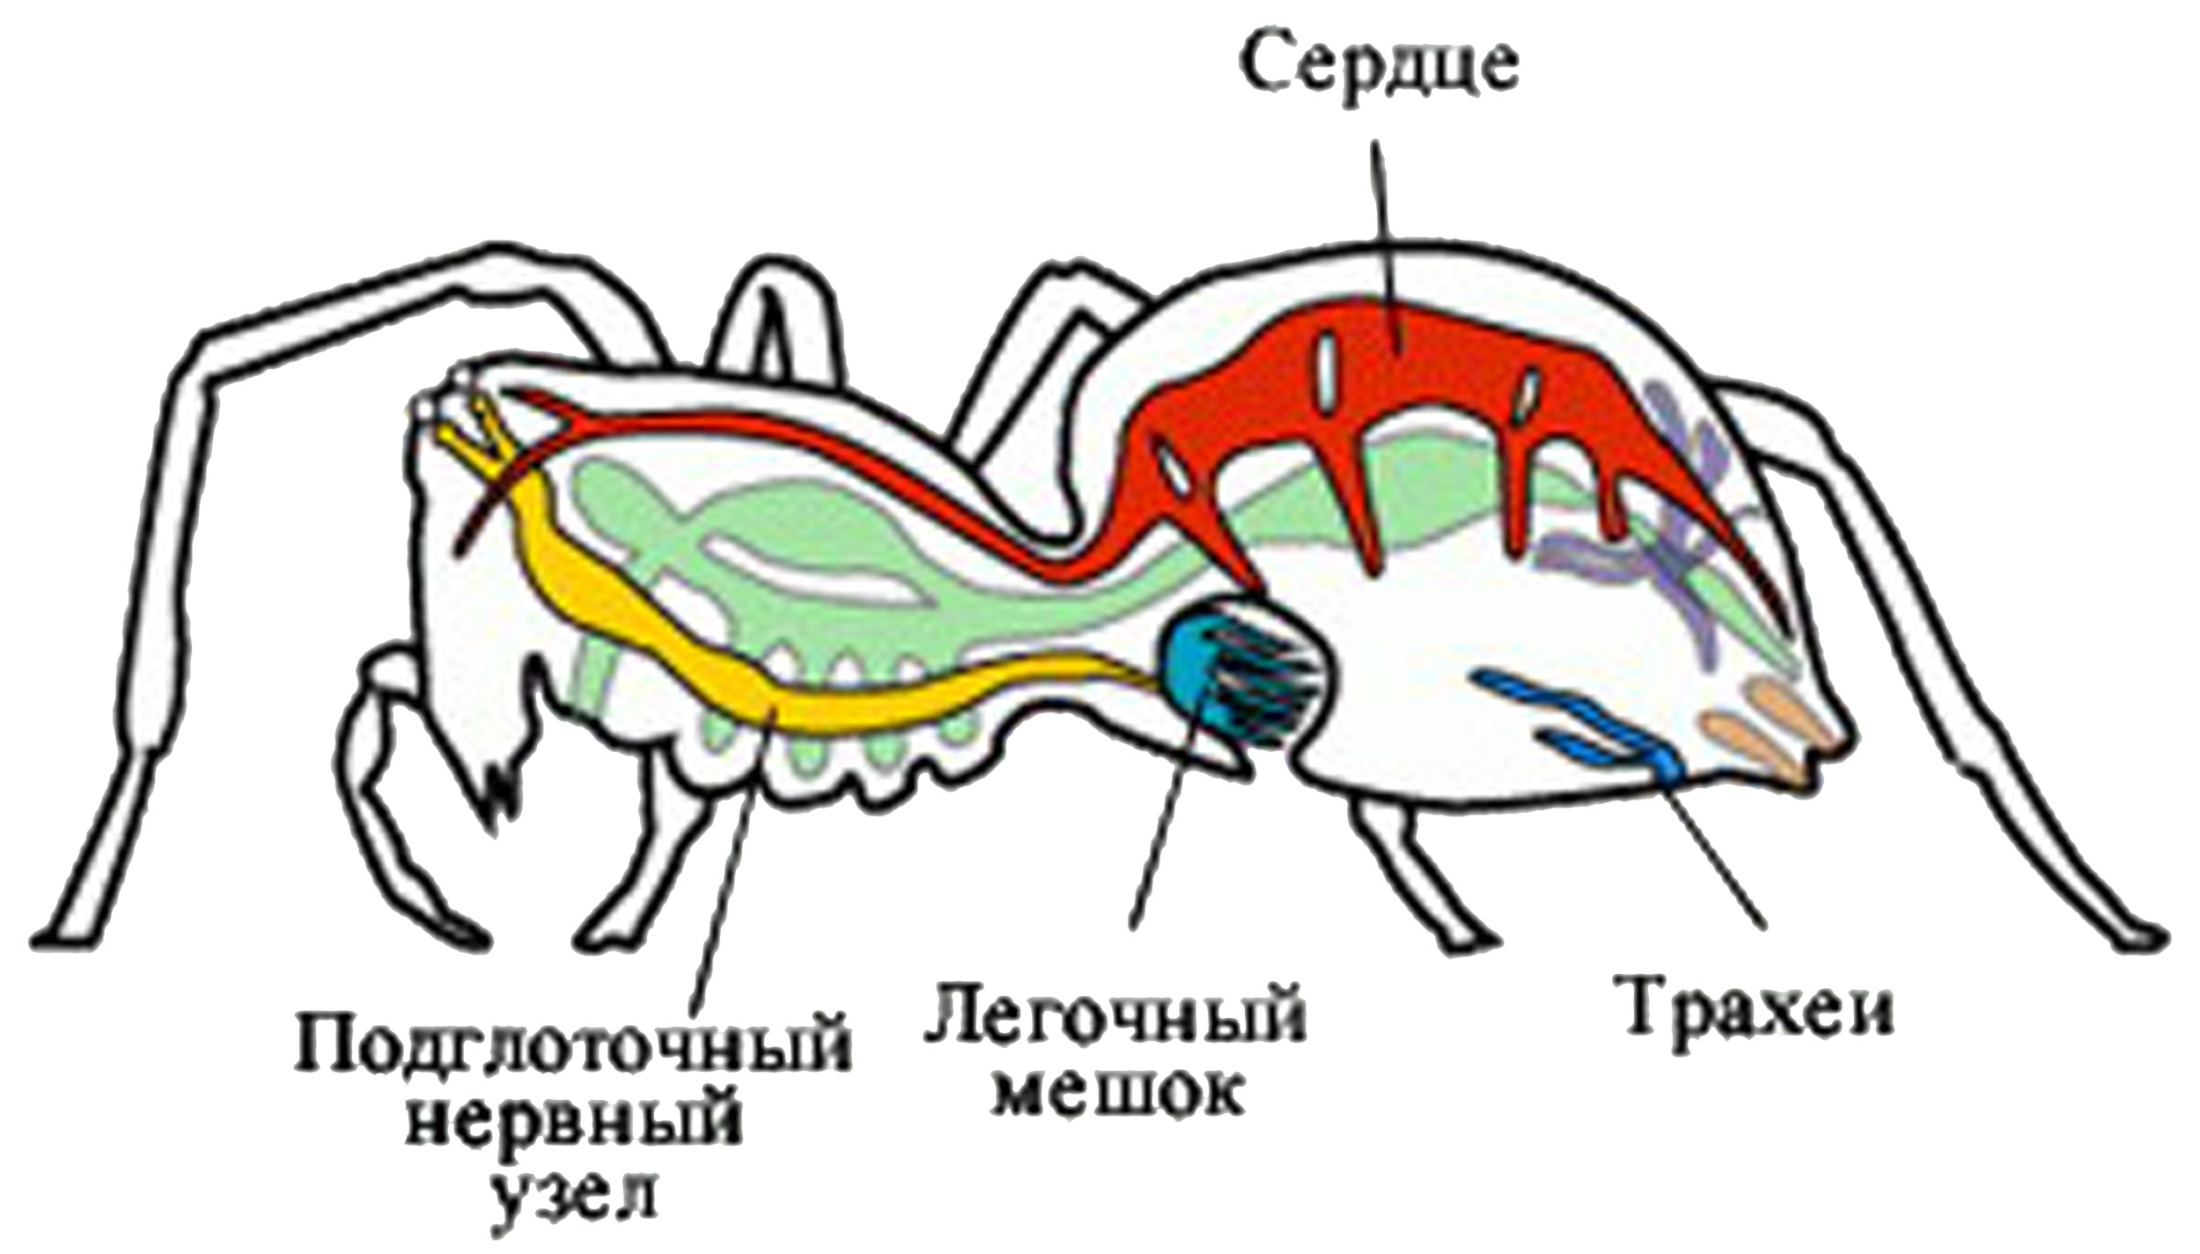 Сердце
Подглоточный
нервный
узел
Легочный
мешок
Трахеи